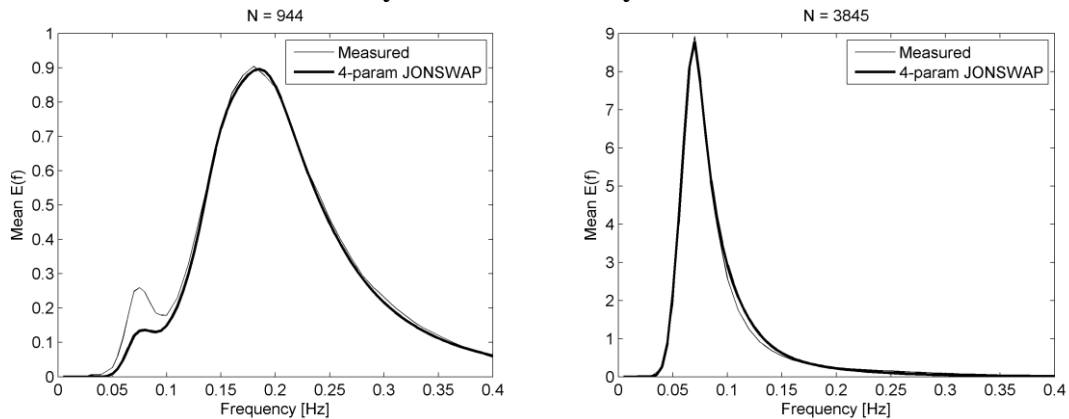 N = 944
Measured
4-param JONSWAP
Mean E(f)
1
0.9
0.8
0.7
0.6
0.5
0.4
0.3
0.2
0.1
0
0 0.05 0.1 0.15 0.2 0.25 0.3 0.35 0.4
Frequency [Hz]
N = 3845
Measured
4-param JONSWAP
Mean E(f)
9
8
7
6
5
4
3
2
1
0
0 0.05 0.1 0.15 0.2 0.25 0.3 0.35 0.4
Frequency [Hz]